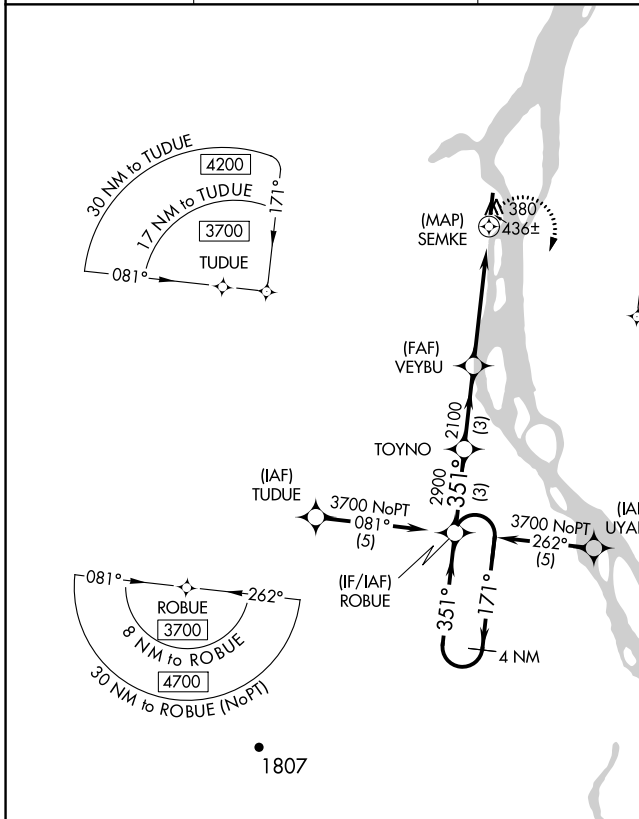 30 NM to TUDUE
4200
17 NM to TUDUE
3700
TUDUE
081°
171°
(MAP)
SEMKE
380
436±
(FAF)
VEYBU
2100
(3)
TOYNO
2900
351°
(3)
(IAF)
TUDUE
3700 NoPT
081°
(5)
3700 NoPT
262°
(5)
(IAF
UYA
(IF/IAF)
ROBUE
351°
171°
4 NM
081°
262°
ROBUE
3700
8 NM to ROBUE
4700
30 NM to ROBUE (NoPT)
1807